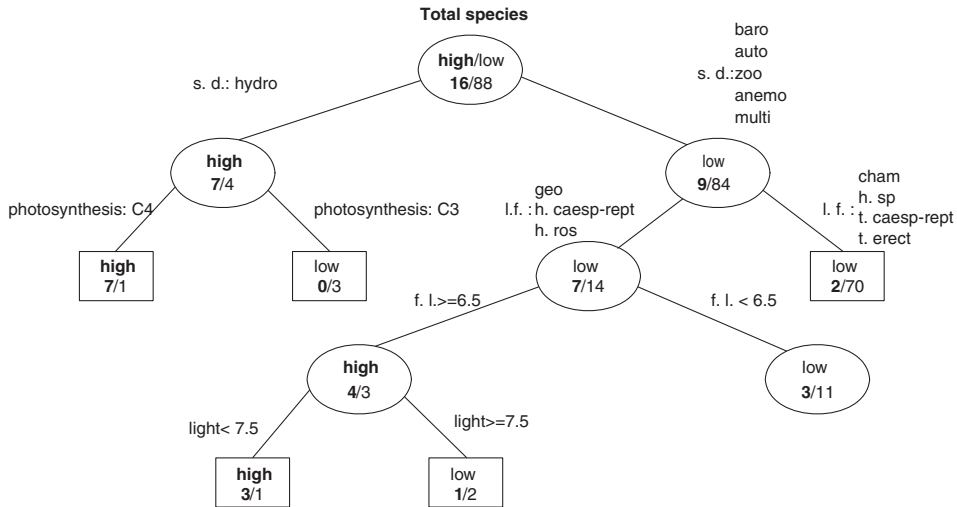 Total species
high/low
16/88
s. d.: hydro
baro
auto
s. d.:zoo
anemo
multi
high
7/4
low
9/84
photosynthesis: C4
photosynthesis: C3
geo
l.f. :h. caesp-rept
h. ros
cham
h. sp
l. f. :t. caesp-rept
t. erect
high
7/1
low
0/3
low
7/14
low
2/70
f. l.>=6.5
f. l. < 6.5
high
4/3
low
3/11
light< 7.5
light>=7.5
high
3/1
low
1/2